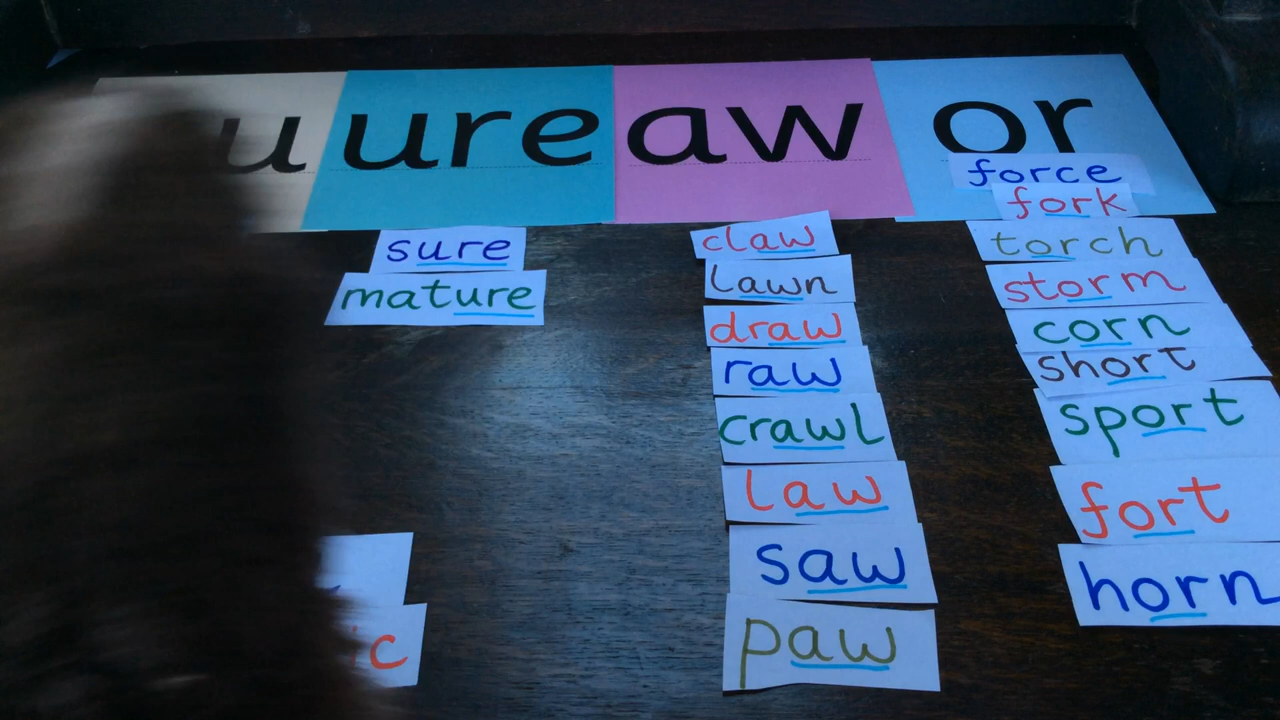 ure
aw
or
force
fork
sure
mature
claw
lawn
draw
raw
crawl
law
saw
paw
torch
storm
corn
short
sport
fort
horn